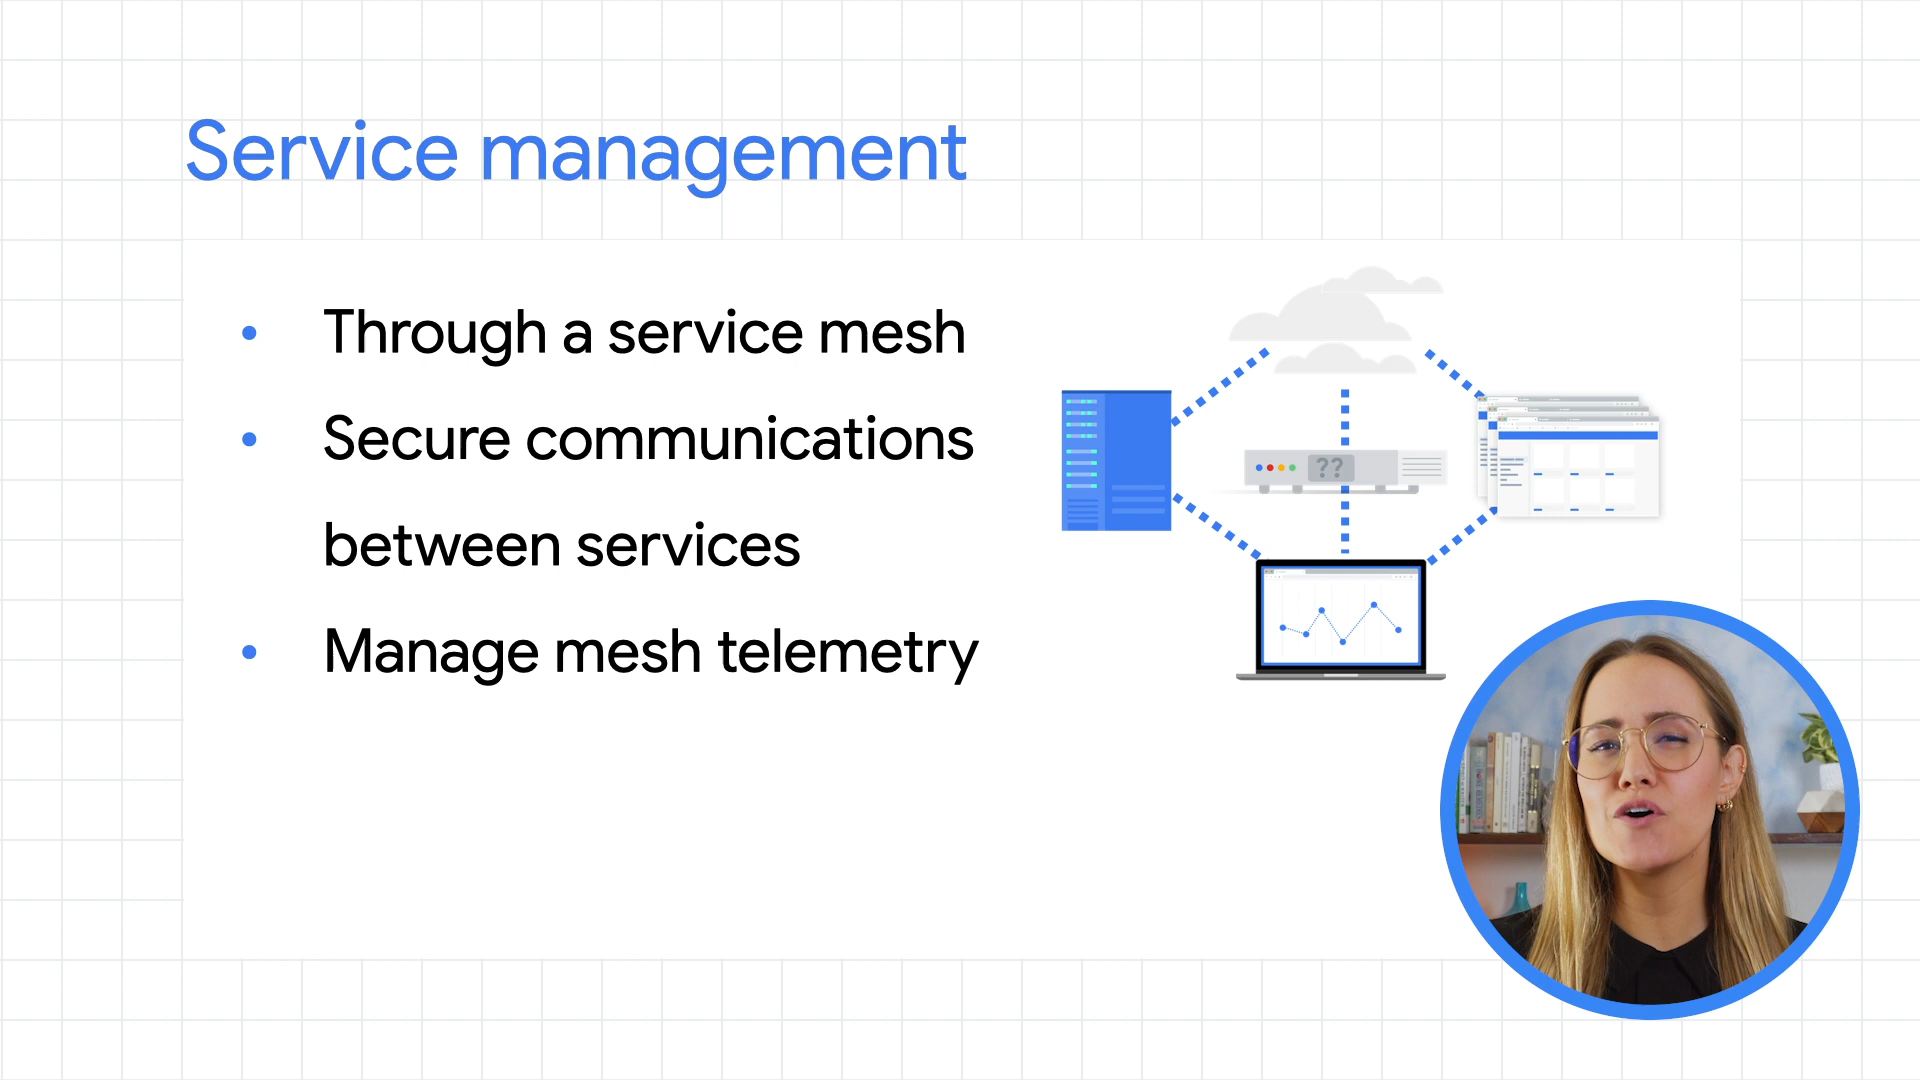 Service management
• Through a service mesh
• Secure communications
between services
• Manage mesh telemetry
??